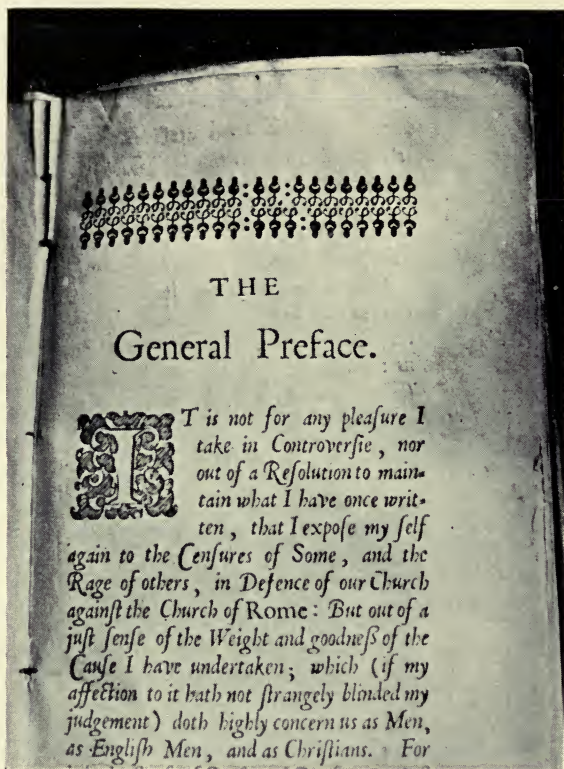 THE
General Preface.
IT is not for any pleaſure I
take in Controverſie, nor
out of a Reſolution to main-
tain what I have once writ-
ten, that I expoſe my ſelf
again to the Cenſures of Some, and the
Rage of others, in Defence of our Church
againſt the Church of Rome: But out of a
juſt ſenſe of the Weight and goodneſs of the
Cauſe I have undertaken; which (if my
affection to it hath not ſtrangely blinded my
judgement) doth highly concern us as Men,
as Engliſh Men, and as Chriſtians. For